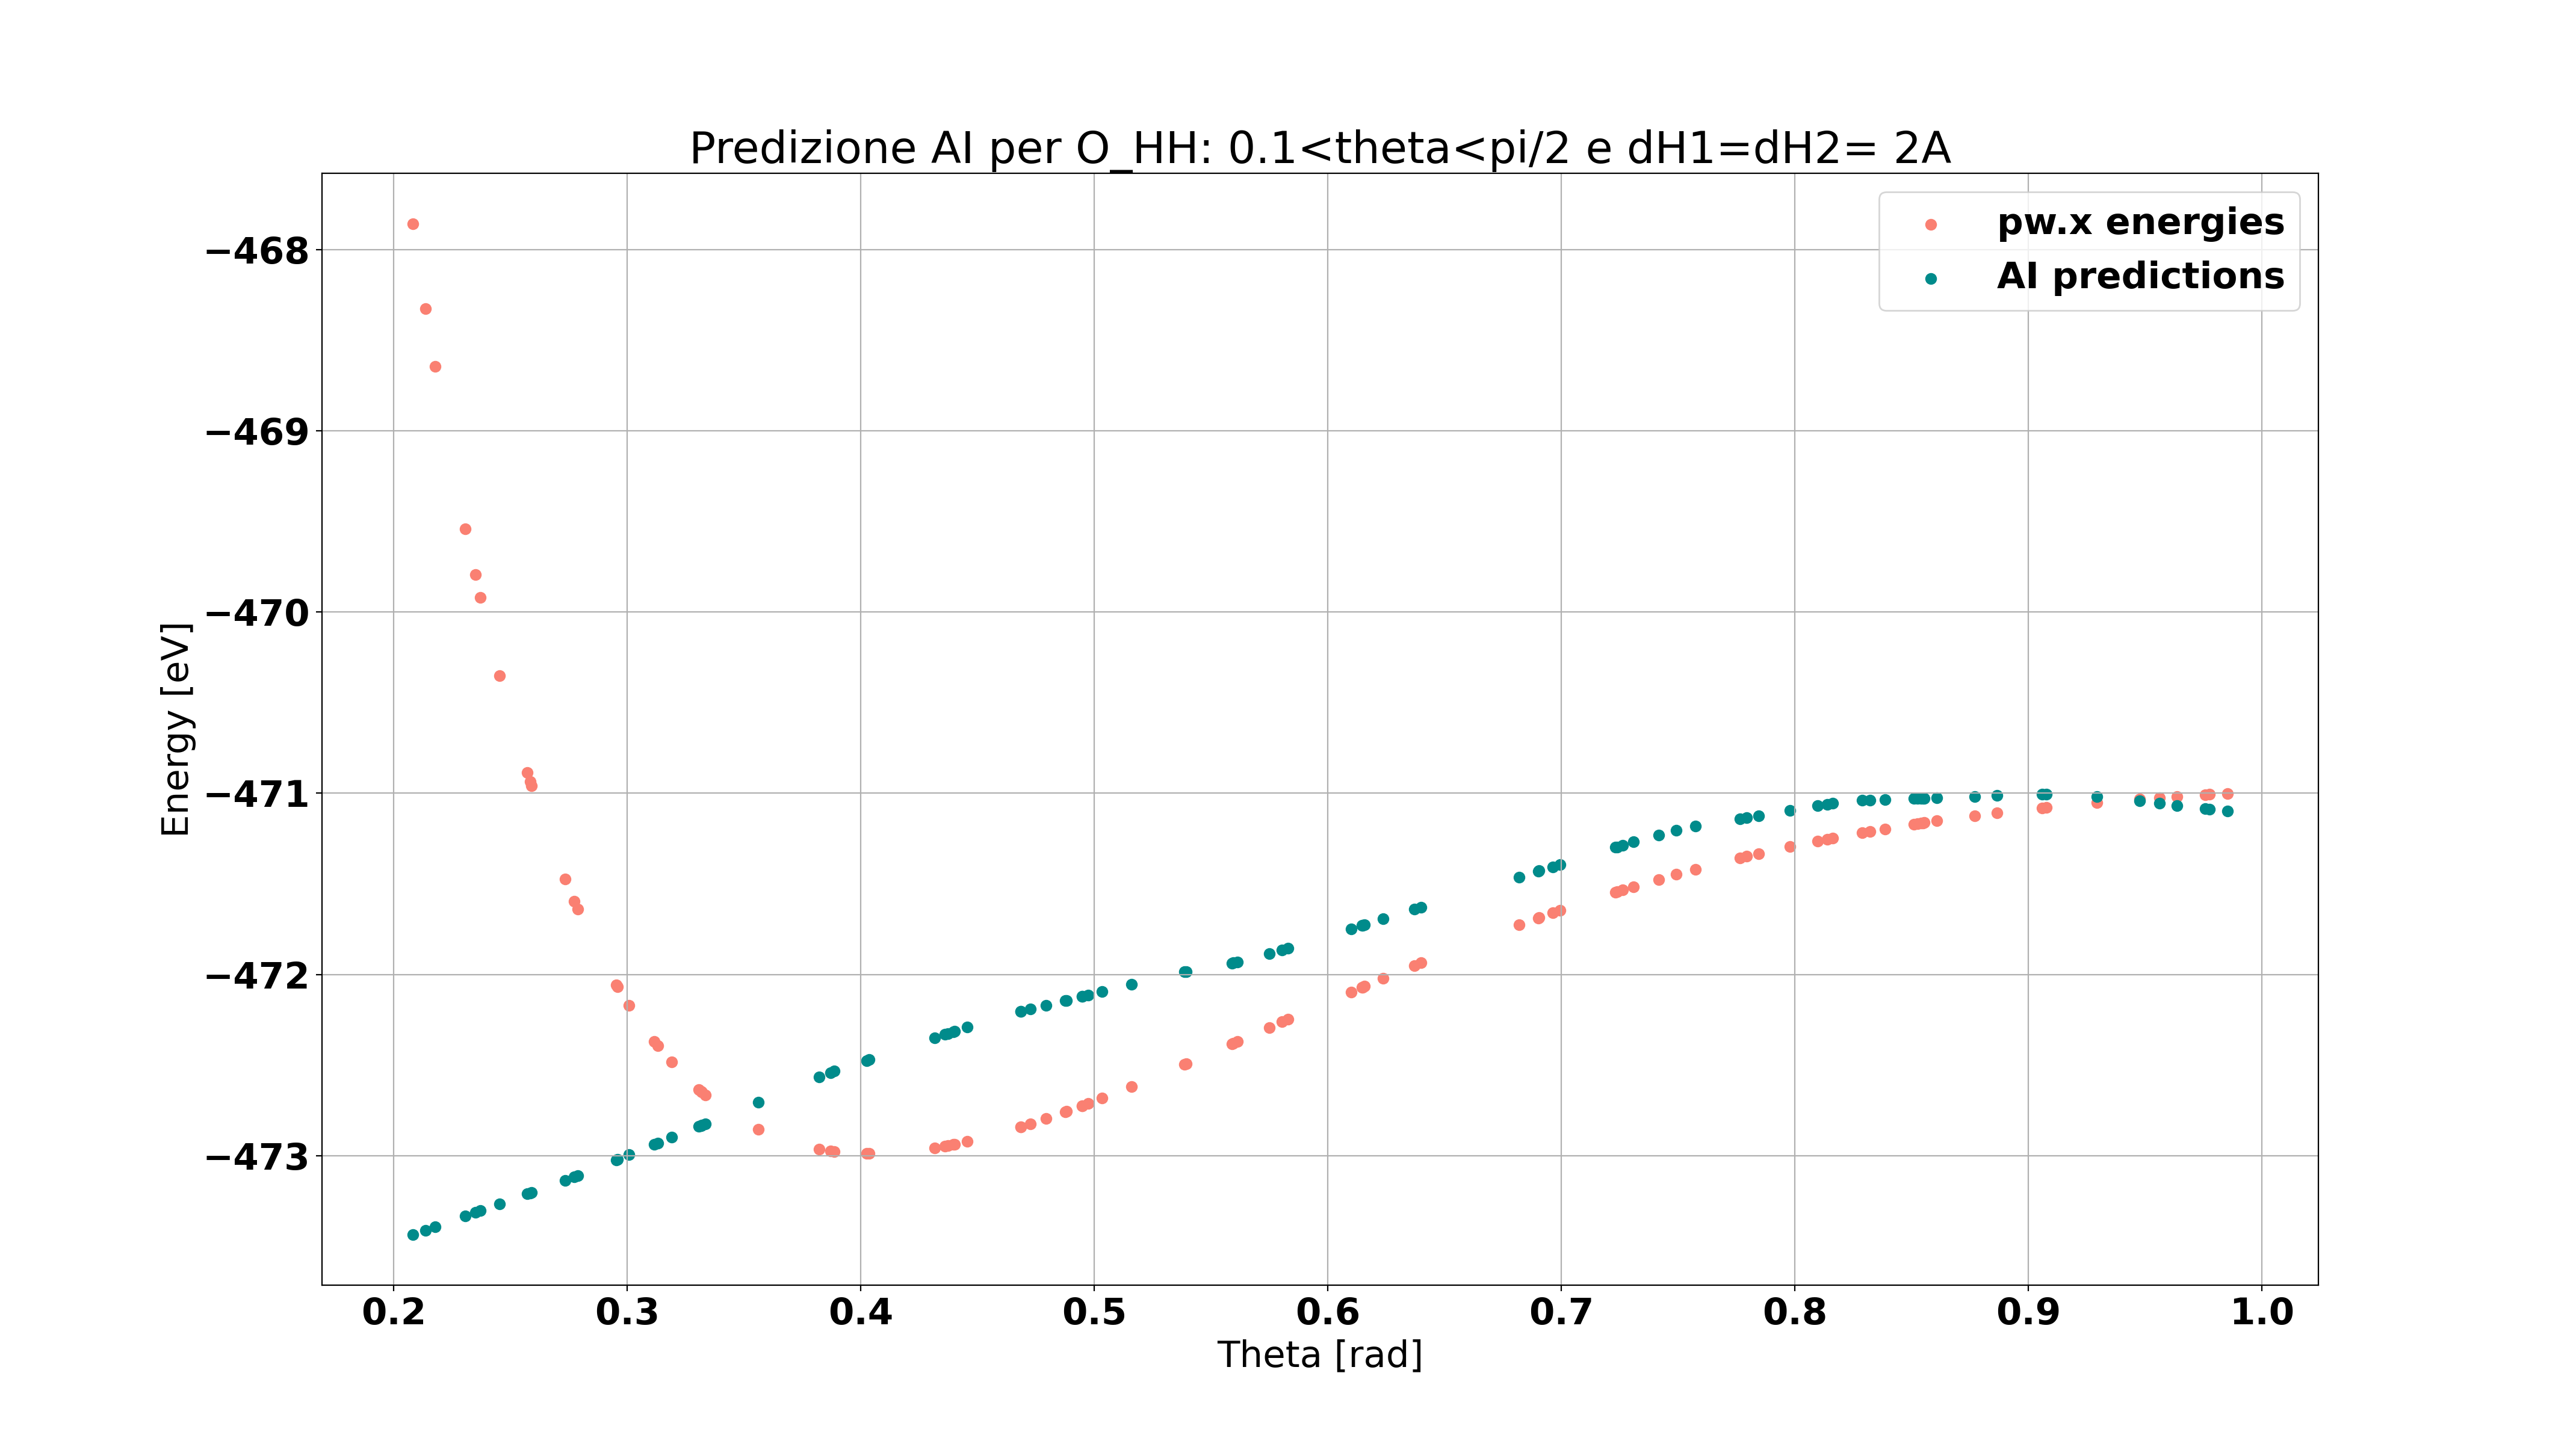 Predizione AI per O_HH: 0.1<theta<pi/2 e dH1=dH2= 2A
pw.x energies
AI predictions
−468
−469
−470
−471
−472
−473
Energy [eV]
0.2 0.3 0.4 0.5 0.6 0.7 0.8 0.9 1.0
Theta [rad]